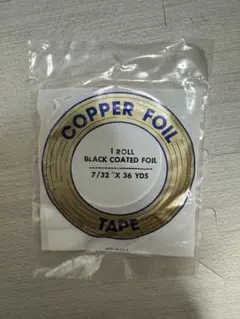 COPPER FOIL
1 ROLL
BLACK COATED FOIL
7/32 " X 36 YDS
TAPE